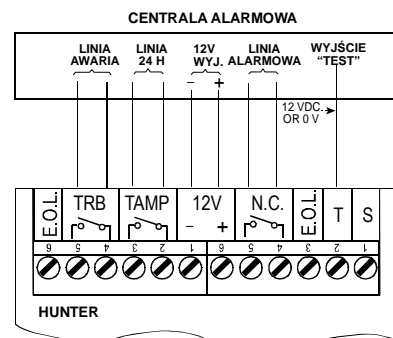 CENTRALA ALARMOWA
LINIA LINIA 12V LINIA WYJŚCIE
AWARIA 24 H WYJ. ALARMOWA "TEST"
– +
12 VDC.
OR 0 V
E.O.L. TRB TAMP 12V N.C. E.O.L. T S
– +
6 5 4 3 2 1 6 5 4 3 2 1
HUNTER